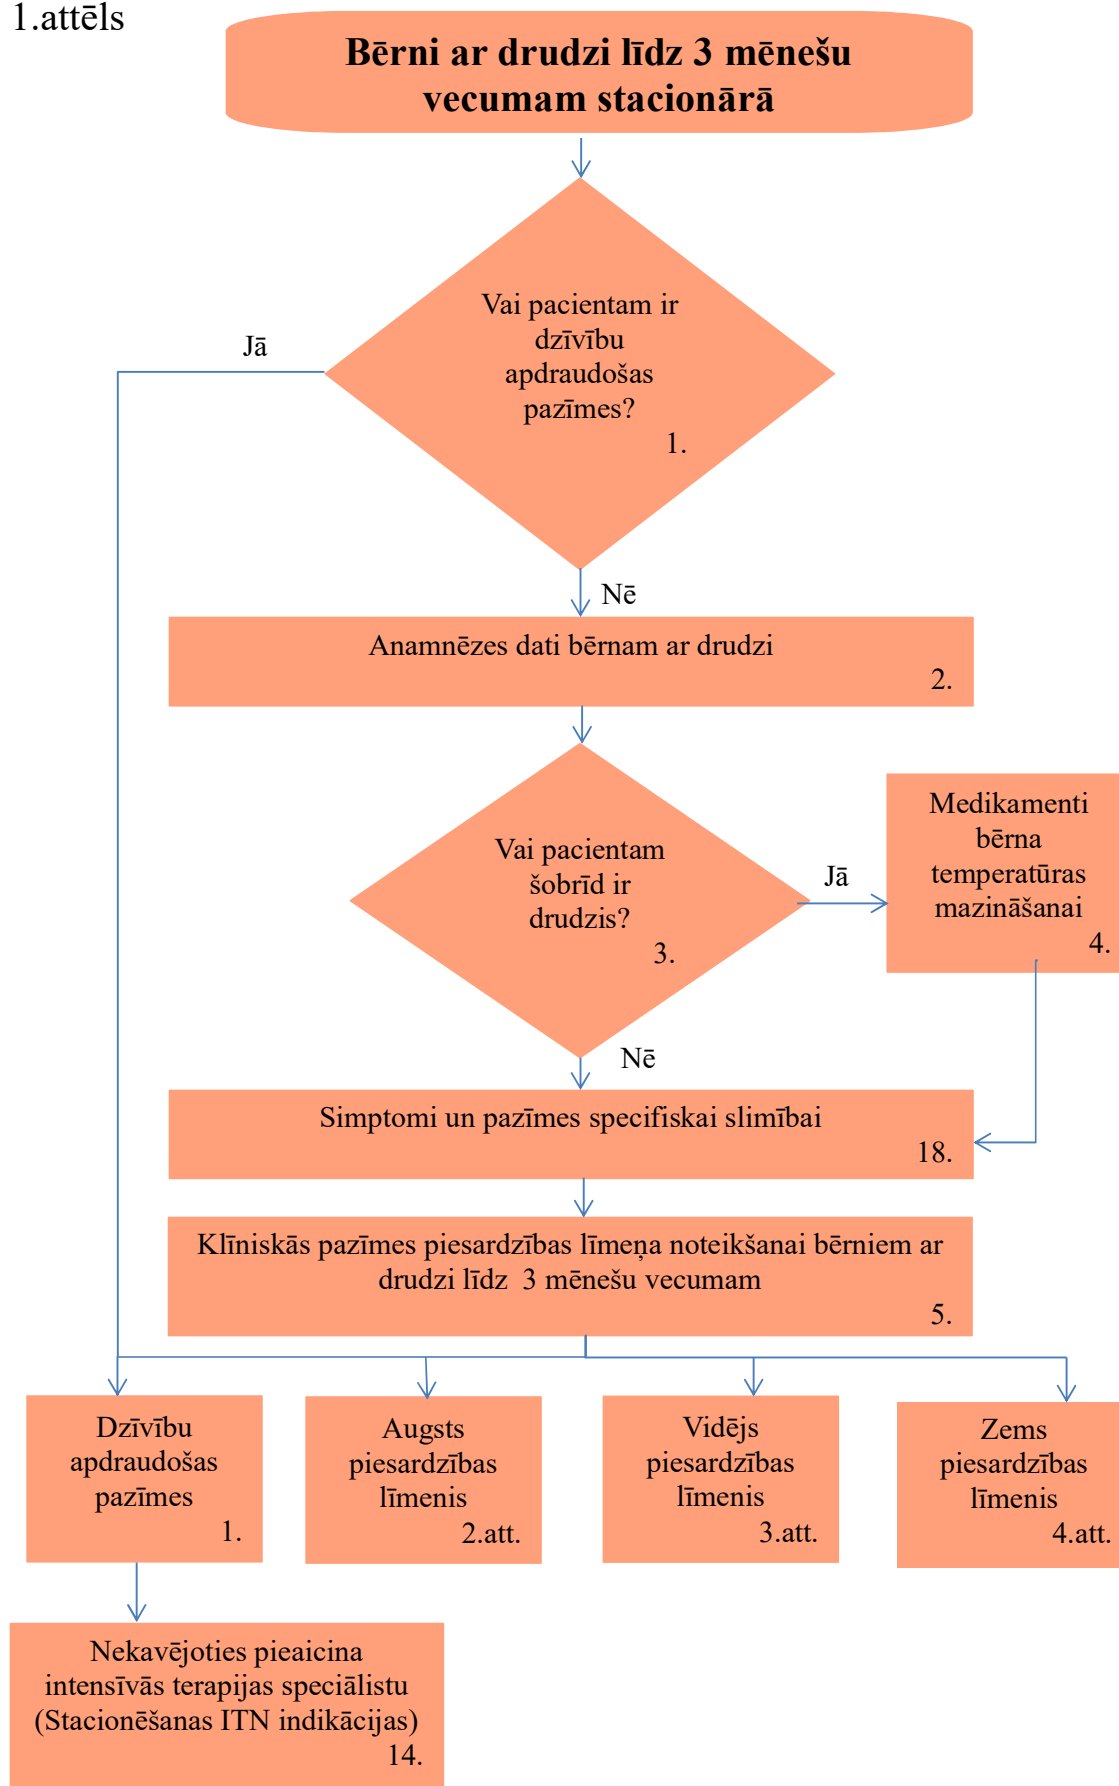 1.attēls
Bērni ar drudzi līdz 3 mēnešu
vecumam stacionārā
Vai pacientam ir
dzīvību
apdraudošas
pazīmes?
1.
Jā
Nē
Anamnēzes dati bērnam ar drudzi
2.
Vai pacientam
šobrīd ir
drudzis?
3.
Jā
Medikamenti
bērna
temperatūras
mazināšanai
4.
Nē
Simptomi un pazīmes specifiskai slimībai
18.
Klīniskās pazīmes piesardzības līmeņa noteikšanai bērniem ar
drudzi līdz  3 mēnešu vecumam
5.
Dzīvību
apdraudošas
pazīmes
1.
Augsts
piesardzības
līmenis
2.att.
Vidējs
piesardzības
līmenis
3.att.
Zems
piesardzības
līmenis
4.att.
Nekavējoties pieaicina
intensīvās terapijas speciālistu
(Stacionēšanas ITN indikācijas)
14.